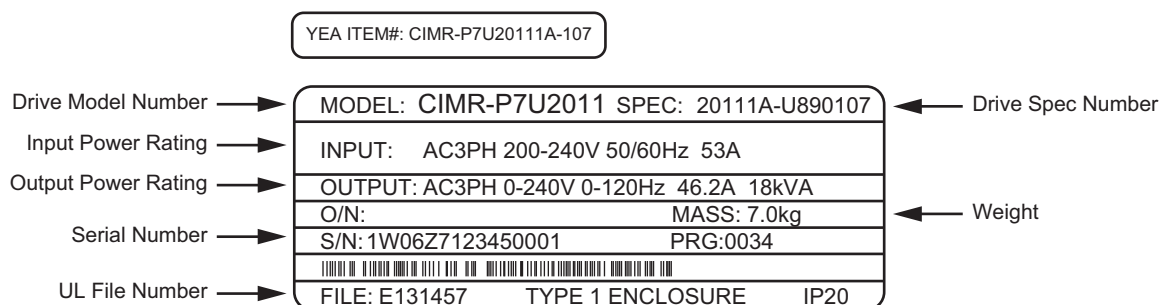 YEA ITEM#: CIMR-P7U20111A-107
Drive Model Number
MODEL: CIMR-P7U2011 SPEC: 20111A-U890107
Drive Spec Number
Input Power Rating
INPUT: AC3PH 200-240V 50/60Hz 53A
Output Power Rating
OUTPUT: AC3PH 0-240V 0-120Hz 46.2A 18kVA
O/N: MASS: 7.0kg
Weight
Serial Number
S/N: 1W06Z7123450001 PRG:0034
UL File Number
FILE: E131457 TYPE 1 ENCLOSURE IP20